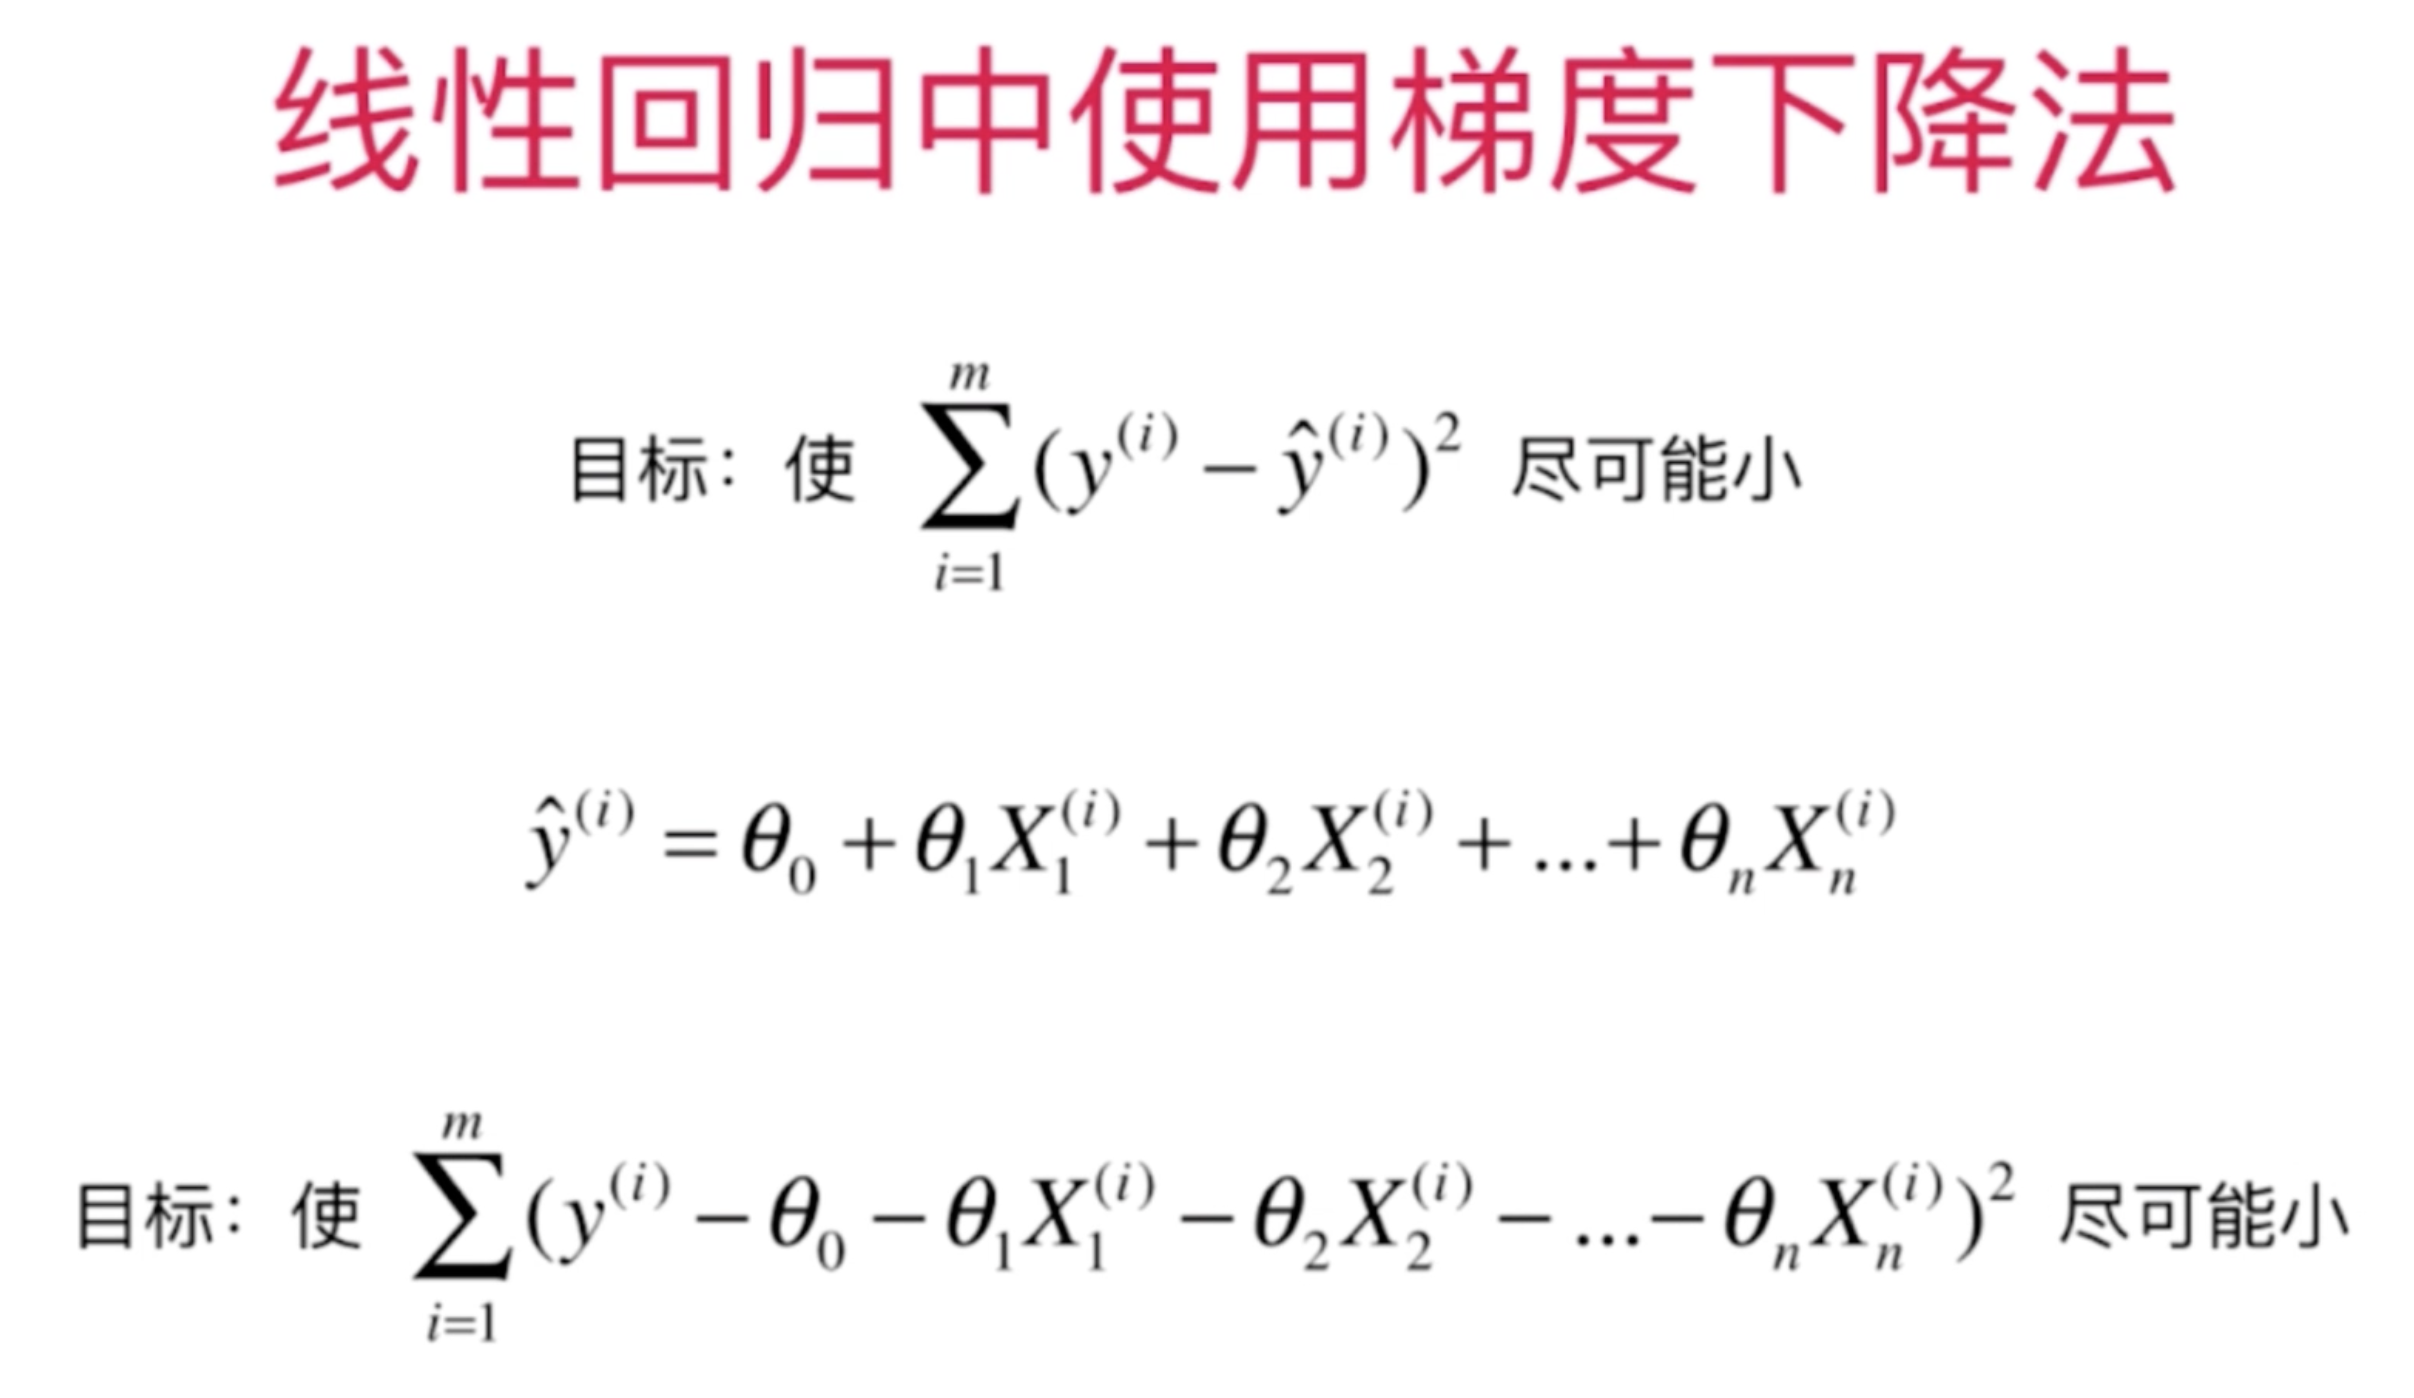 线性回归中使用梯度下降法
目标：使 $\sum_{i=1}^{m}(y^{(i)} - \hat{y}^{(i)})^2$ 尽可能小
$\hat{y}^{(i)} = \theta_0 + \theta_1 X_1^{(i)} + \theta_2 X_2^{(i)} + ... + \theta_n X_n^{(i)}$
目标：使 $\sum_{i=1}^{m}(y^{(i)} - \theta_0 - \theta_1 X_1^{(i)} - \theta_2 X_2^{(i)} - ... - \theta_n X_n^{(i)})^2$ 尽可能小